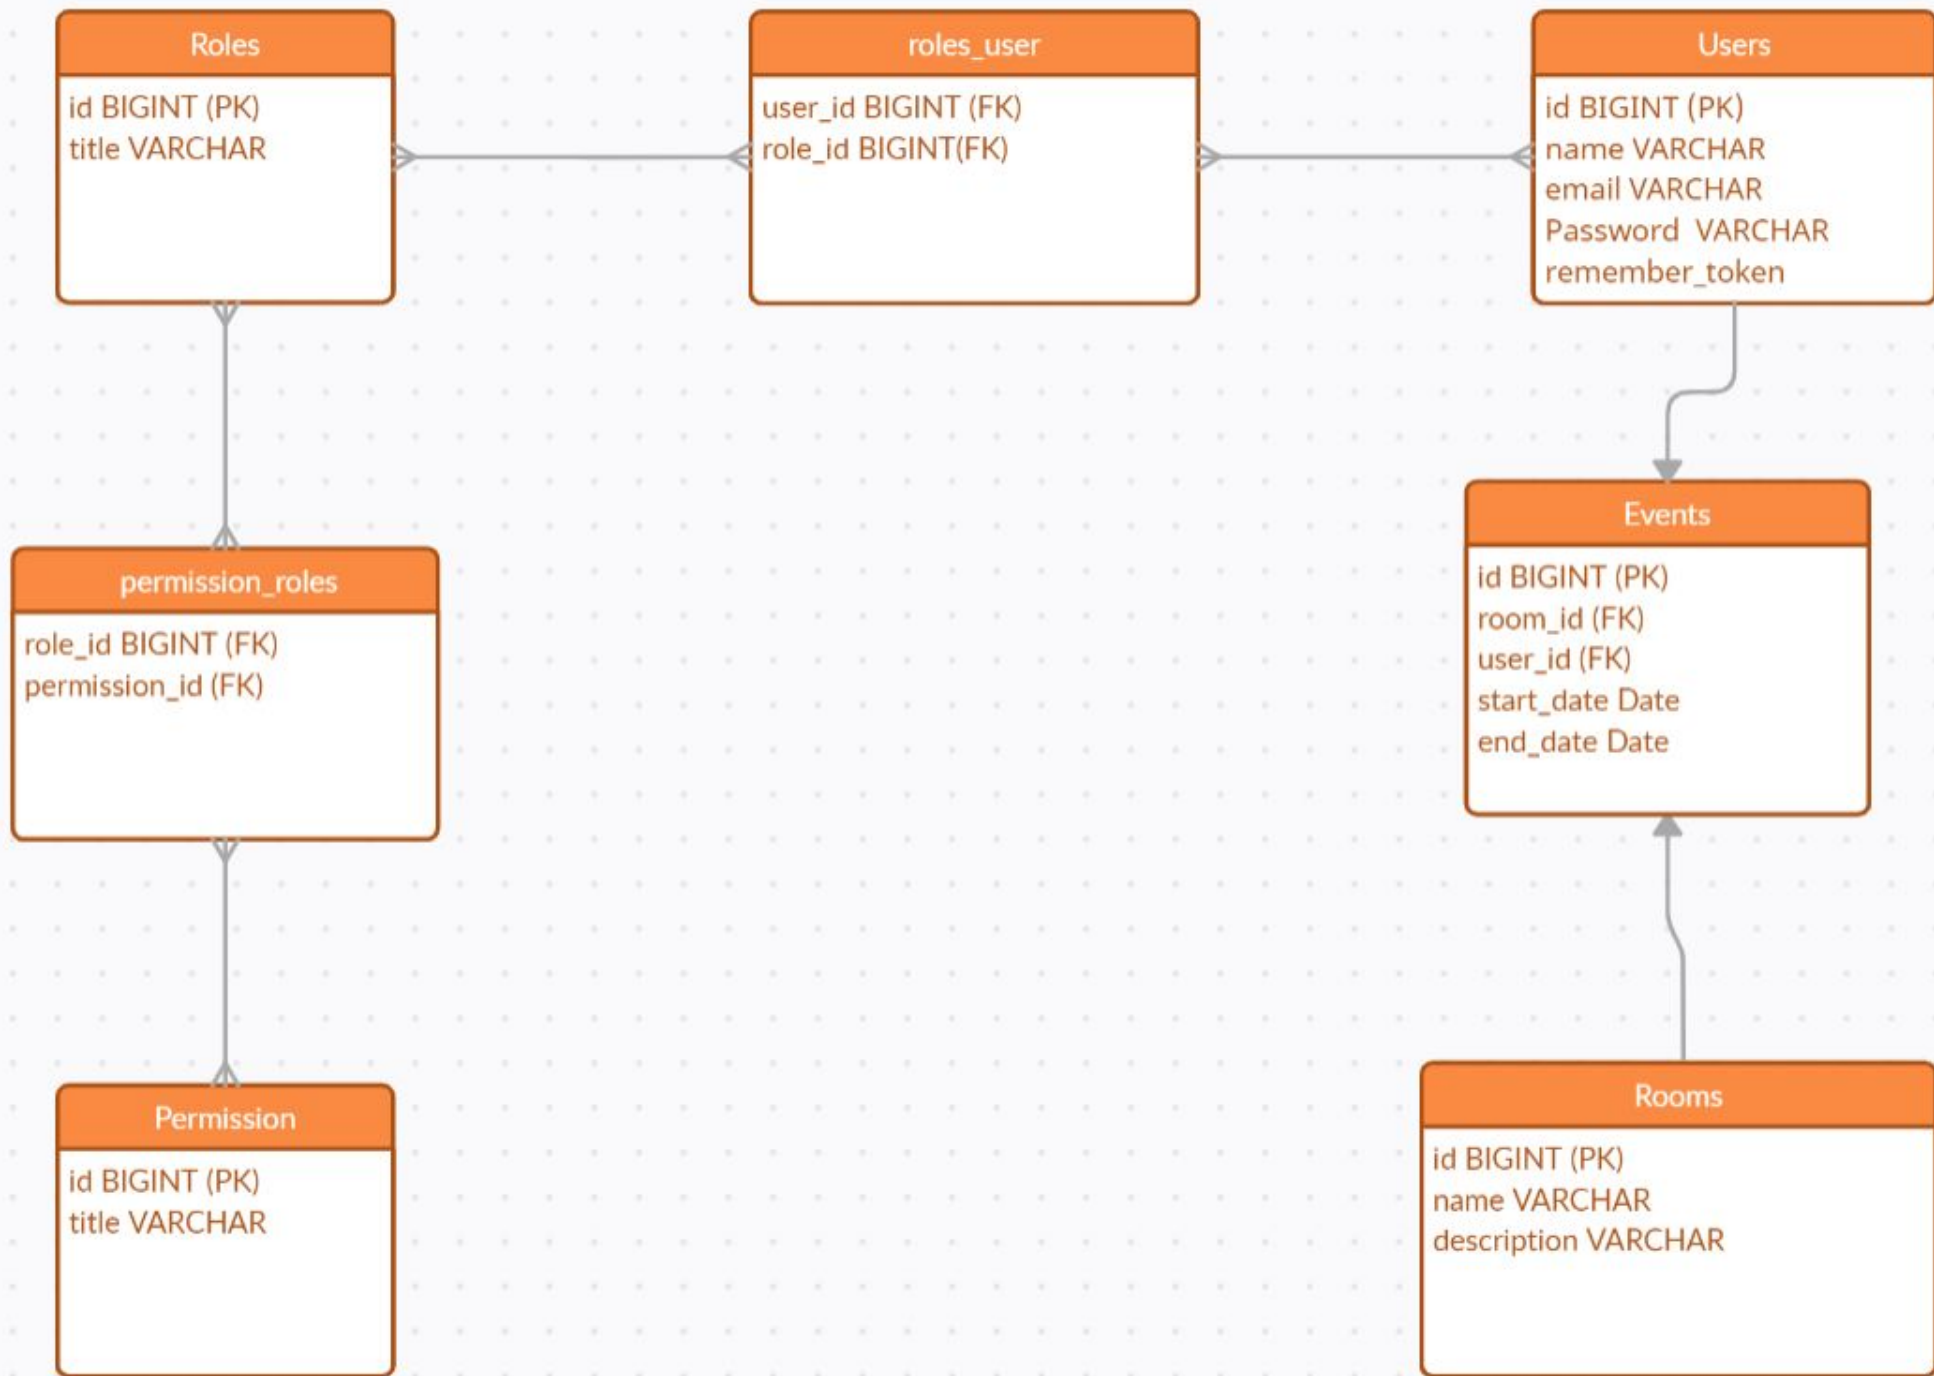 Roles
id BIGINT (PK)
title VARCHAR
roles_user
user_id BIGINT (FK)
role_id BIGINT(FK)
Users
id BIGINT (PK)
name VARCHAR
email VARCHAR
Password  VARCHAR
remember_token
permission_roles
role_id BIGINT (FK)
permission_id (FK)
Events
id BIGINT (PK)
room_id (FK)
user_id (FK)
start_date Date
end_date Date
Permission
id BIGINT (PK)
title VARCHAR
Rooms
id BIGINT (PK)
name VARCHAR
description VARCHAR